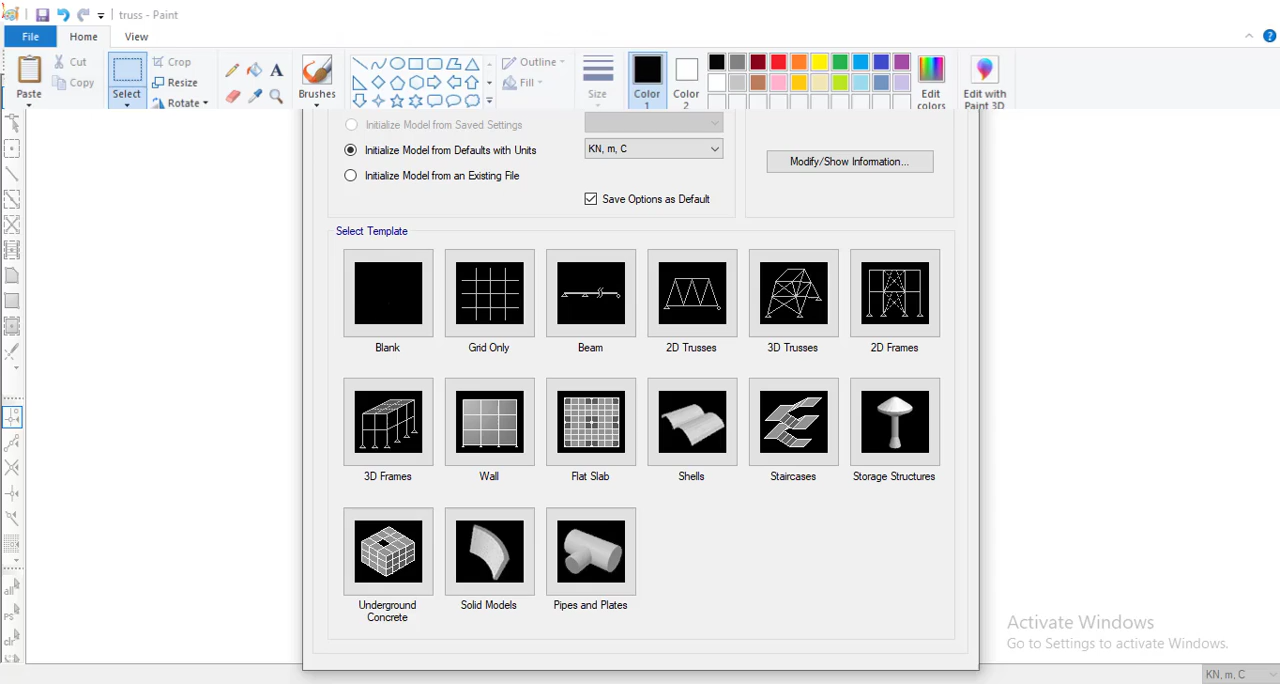 truss - Paint
File
Home
View
Paste
Cut
Copy
Select
Crop
Resize
Rotate
A
Brushes
Outline
Fill
Size
Color
1
Color
2
Edit
colors
Edit with
Paint 3D
Initialize Model from Saved Settings
Initialize Model from Defaults with Units
KN, m, C
Initialize Model from an Existing File
Save Options as Default
Modify/Show Information...
Select Template
Blank
Grid Only
Beam
2D Trusses
3D Trusses
2D Frames
3D Frames
Wall
Flat Slab
Shells
Staircases
Storage Structures
Underground
Concrete
Solid Models
Pipes and Plates
all
PS
clr
Activate Windows
Go to Settings to activate Windows.
KN, m, C